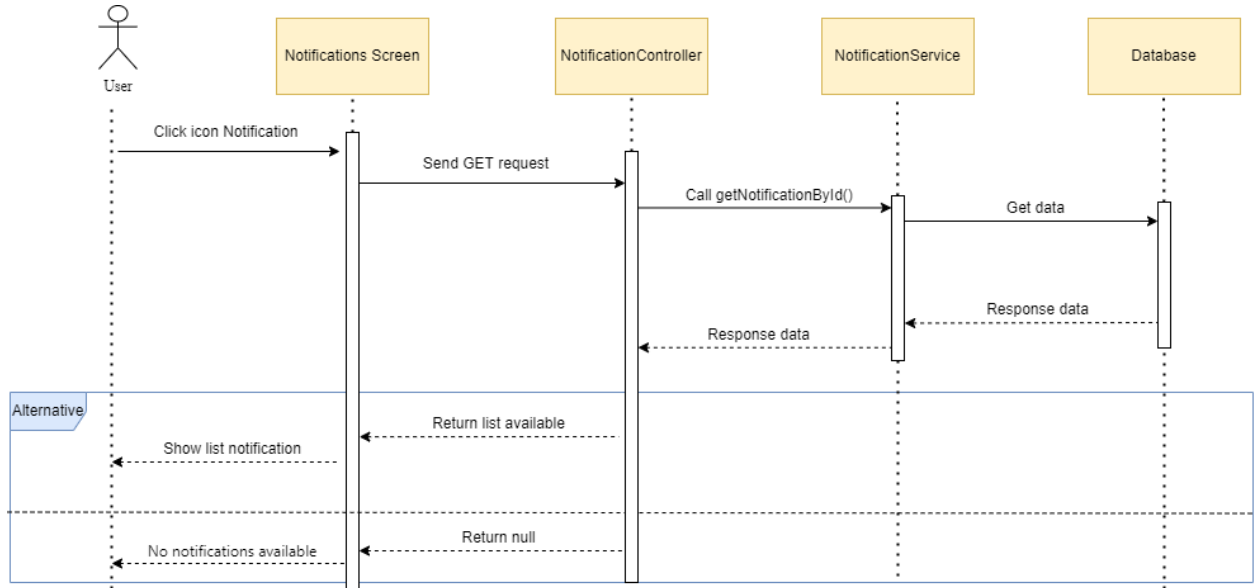 User
Notifications Screen
NotificationController
NotificationService
Database
Click icon Notification
Send GET request
Call getNotificationById()
Get data
Response data
Response data
Alternative
Return list available
Show list notification
Return null
No notifications available